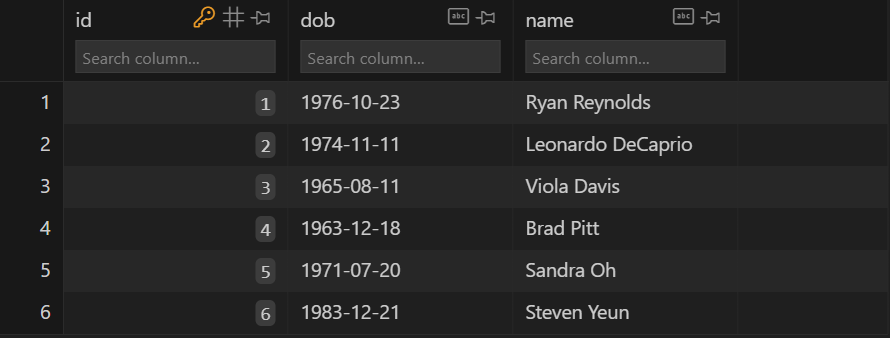 id dob abc name abc
Search column... Search column... Search column...
1 1 1976-10-23 Ryan Reynolds
2 2 1974-11-11 Leonardo DeCaprio
3 3 1965-08-11 Viola Davis
4 4 1963-12-18 Brad Pitt
5 5 1971-07-20 Sandra Oh
6 6 1983-12-21 Steven Yeun